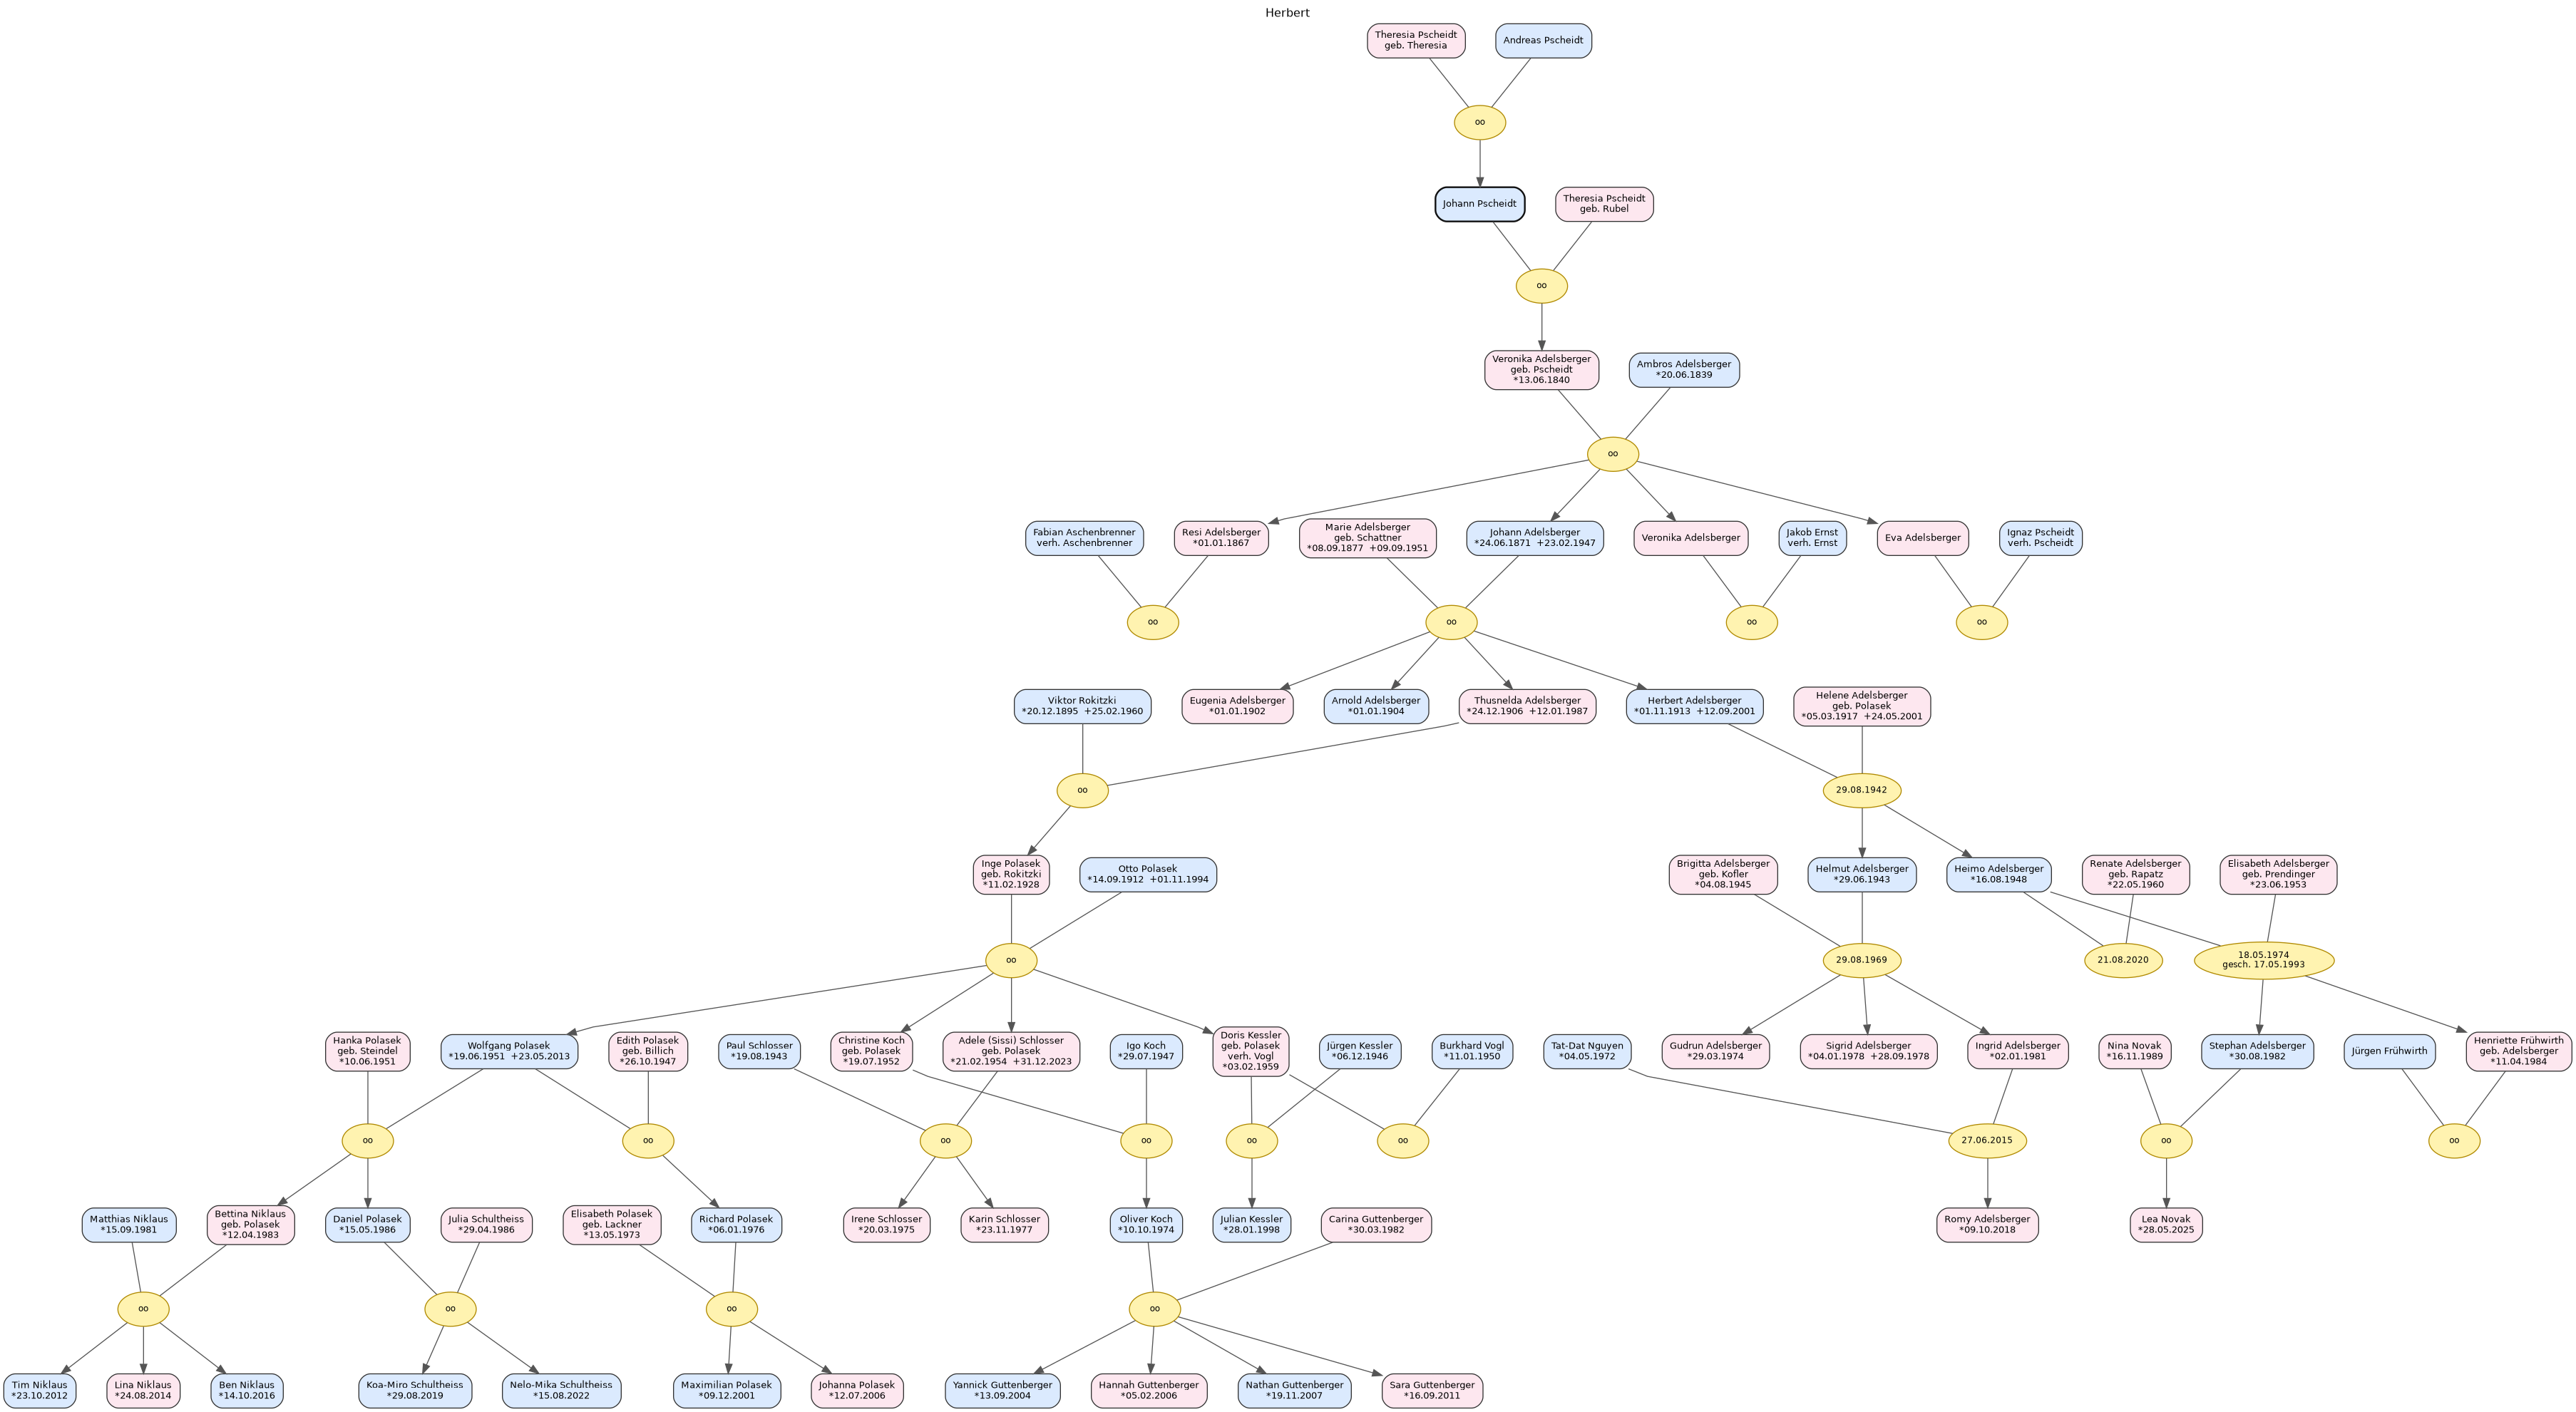 Herbert
Theresia Pscheidt
geb. Theresia
Andreas Pscheidt
oo
Johann Pscheidt
Theresia Pscheidt
geb. Rubel
oo
Veronika Adelsberger
geb. Pscheidt
*13.06.1840
Ambros Adelsberger
*20.06.1839
oo
Fabian Aschenbrenner
verh. Aschenbrenner
Resi Adelsberger
*01.01.1867
Marie Adelsberger
geb. Schattner
*08.09.1877 +09.09.1951
Johann Adelsberger
*24.06.1871 +23.02.1947
Veronika Adelsberger
Jakob Ernst
verh. Ernst
Eva Adelsberger
Ignaz Pscheidt
verh. Pscheidt
oo
oo
oo
oo
Viktor Rokitzki
*20.12.1895 +25.02.1960
Eugenia Adelsberger
*01.01.1902
Arnold Adelsberger
*01.01.1904
Thusnelda Adelsberger
*24.12.1906 +12.01.1987
Herbert Adelsberger
*01.11.1913 +12.09.2001
Helene Adelsberger
geb. Polasek
*05.03.1917 +24.05.2001
oo
29.08.1942
Inge Polasek
geb. Rokitzki
*11.02.1928
Otto Polasek
*14.09.1912 +01.11.1994
Brigitta Adelsberger
geb. Kofler
*04.08.1945
Helmut Adelsberger
*29.06.1943
Heimo Adelsberger
*16.08.1948
Renate Adelsberger
geb. Rapatz
*22.05.1960
Elisabeth Adelsberger
geb. Prendinger
*23.06.1953
oo
29.08.1969
21.08.2020
18.05.1974
gesch. 17.05.1993
Hanka Polasek
geb. Steindel
*10.06.1951
Wolfgang Polasek
*19.06.1951 +23.05.2013
Edith Polasek
geb. Billich
*26.10.1947
Paul Schlosser
*19.08.1943
Christine Koch
geb. Polasek
*19.07.1952
Adele (Sissi) Schlosser
geb. Polasek
*21.02.1954 +31.12.2023
Igo Koch
*29.07.1947
Doris Kessler
geb. Polasek
verh. Vogl
*03.02.1959
Jürgen Kessler
*06.12.1946
Burkhard Vogl
*11.01.1950
Tat-Dat Nguyen
*04.05.1972
Gudrun Adelsberger
*29.03.1974
Sigrid Adelsberger
*04.01.1978 +28.09.1978
Ingrid Adelsberger
*02.01.1981
Nina Novak
*16.11.1989
Stephan Adelsberger
*30.08.1982
Jürgen Frühwirth
Henriette Frühwirth
geb. Adelsberger
*11.04.1984
oo
oo
oo
oo
oo
oo
27.06.2015
oo
oo
Matthias Niklaus
*15.09.1981
Bettina Niklaus
geb. Polasek
*12.04.1983
Daniel Polasek
*15.05.1986
Julia Schultheiss
*29.04.1986
Elisabeth Polasek
geb. Lackner
*13.05.1973
Richard Polasek
*06.01.1976
Irene Schlosser
*20.03.1975
Karin Schlosser
*23.11.1977
Oliver Koch
*10.10.1974
Julian Kessler
*28.01.1998
Carina Guttenberger
*30.03.1982
Romy Adelsberger
*09.10.2018
Lea Novak
*28.05.2025
oo
oo
oo
oo
Tim Niklaus
*23.10.2012
Lina Niklaus
*24.08.2014
Ben Niklaus
*14.10.2016
Koa-Miro Schultheiss
*29.08.2019
Nelo-Mika Schultheiss
*15.08.2022
Maximilian Polasek
*09.12.2001
Johanna Polasek
*12.07.2006
Yannick Guttenberger
*13.09.2004
Hannah Guttenberger
*05.02.2006
Nathan Guttenberger
*19.11.2007
Sara Guttenberger
*16.09.2011